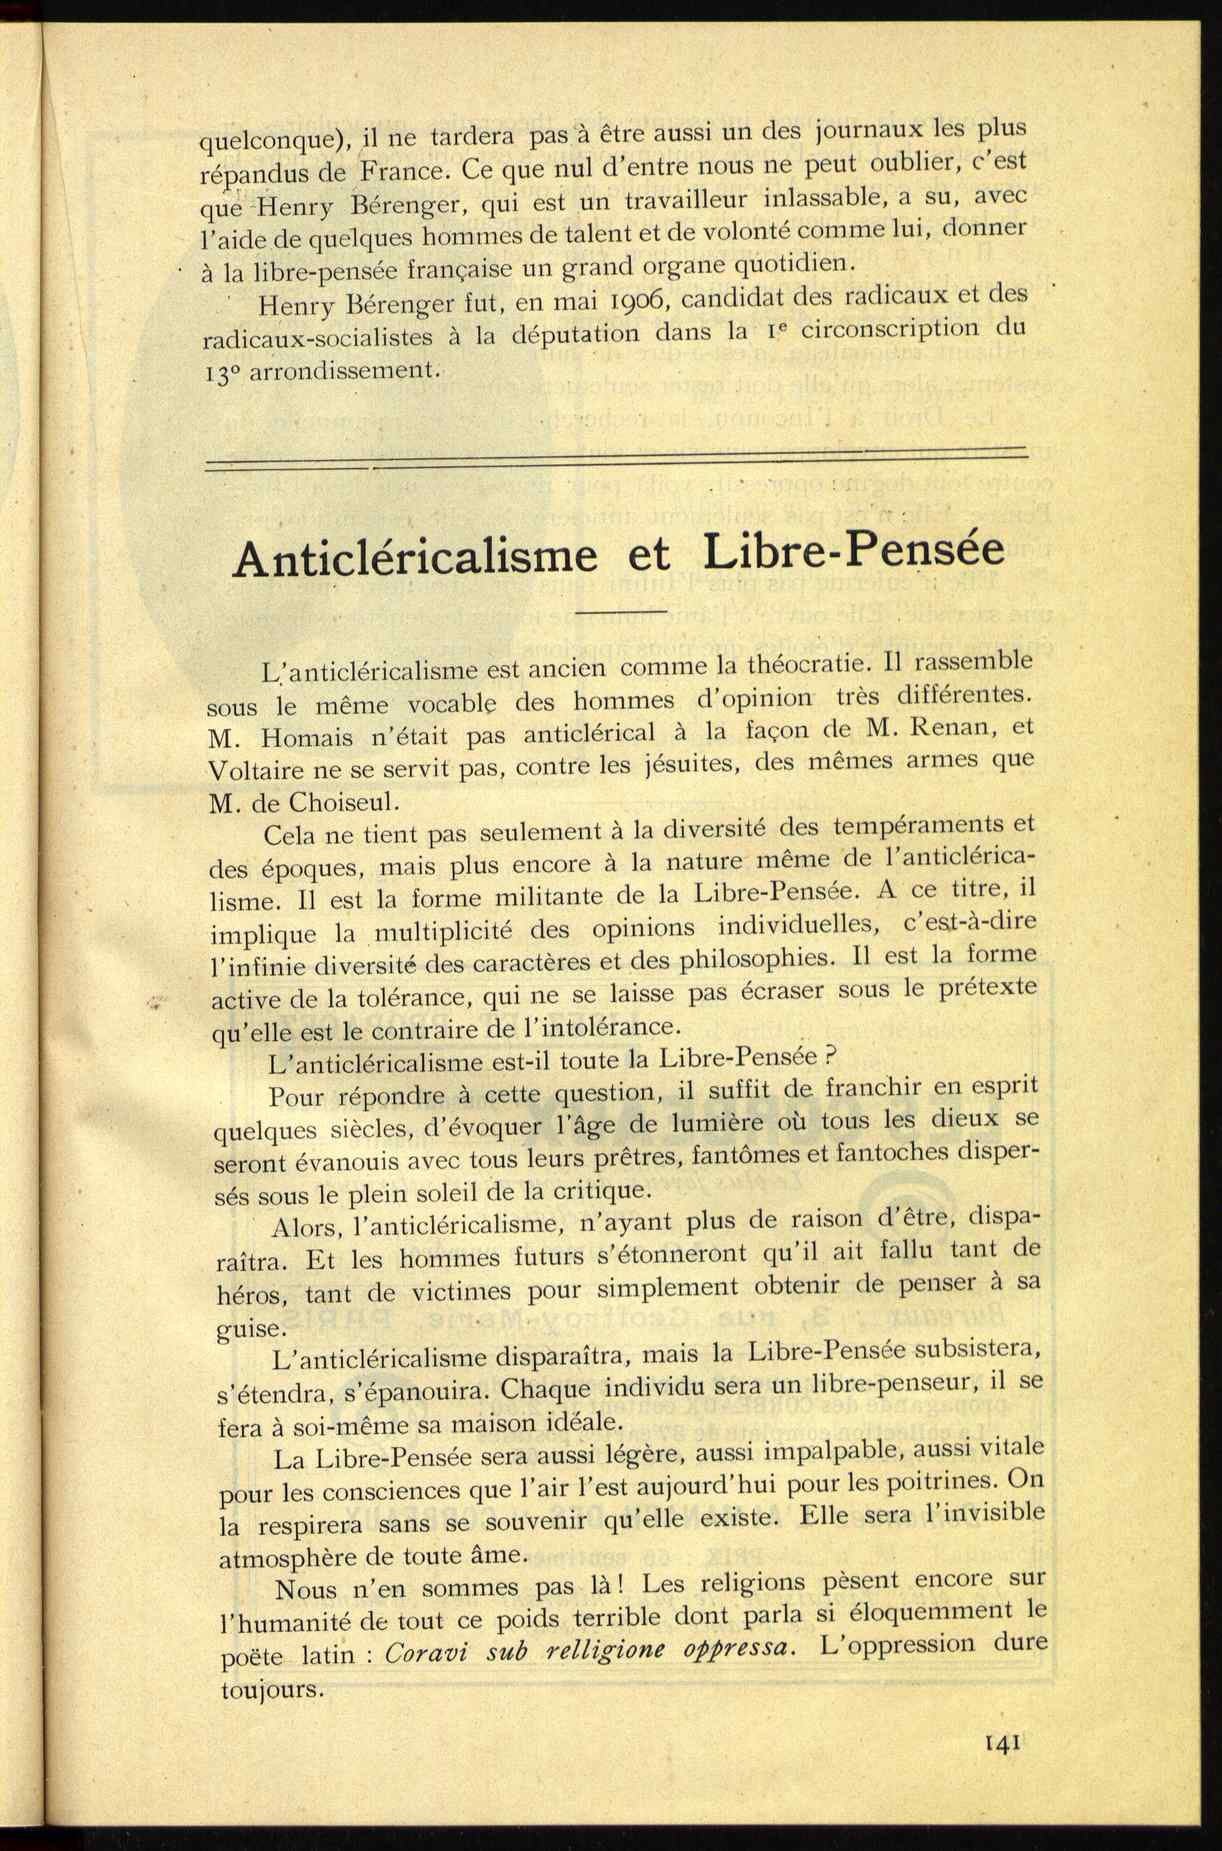 quelconque), il ne tardera pas à être aussi un des journaux les plus
répandus de France. Ce que nul d'entre nous ne peut oublier, c'est
que Henry Bérenger, qui est un travailleur inlassable, a su, avec
l'aide de quelques hommes de talent et de volonté comme lui, donner
à la libre-pensée française un grand organe quotidien.
Henry Bérenger fut, en mai 1906, candidat des radicaux et des
radicaux-socialistes à la députation dans la 1e circonscription du
13º arrondissement.
Anticléricalisme et Libre-Pensée
L'anticléricalisme est ancien comme la théocratie. Il rassemble
sous le même vocable des hommes d'opinion très différentes.
M. Homais n'était pas anticlérical à la façon de M. Renan, et
Voltaire ne se servit pas, contre les jésuites, des mêmes armes que
M. de Choiseul.
Cela ne tient pas seulement à la diversité des tempéraments et
des époques, mais plus encore à la nature même de l'anticlérica-
lisme. Il est la forme militante de la Libre-Pensée. A ce titre, il
implique la multiplicité des opinions individuelles, c'est-à-dire
l'infinie diversité des caractères et des philosophies. Il est la forme
active de la tolérance, qui ne se laisse pas écraser sous le prétexte
qu'elle est le contraire de l'intolérance.
L'anticléricalisme est-il toute la Libre-Pensée ?
Pour répondre à cette question, il suffit de franchir en esprit
quelques siècles, d'évoquer l'âge de lumière où tous les dieux se
seront évanouis avec tous leurs prêtres, fantômes et fantoches disper-
sés sous le plein soleil de la critique.
Alors, l'anticléricalisme, n'ayant plus de raison d'être, dispa-
raîtra. Et les hommes futurs s'étonneront qu'il ait fallu tant de
héros, tant de victimes pour simplement obtenir de penser à sa
guise.
L'anticléricalisme disparaîtra, mais la Libre-Pensée subsistera,
s'étendra, s'épanouira. Chaque individu sera un libre-penseur, il se
fera à soi-même sa maison idéale.
La Libre-Pensée sera aussi légère, aussi impalpable, aussi vitale
pour les consciences que l'air l'est aujourd'hui pour les poitrines. On
la respirera sans se souvenir qu'elle existe. Elle sera l'invisible
atmosphère de toute âme.
Nous n'en sommes pas là ! Les religions pèsent encore sur
l'humanité de tout ce poids terrible dont parla si éloquemment le
poëte latin : Coravi sub relligione oppressa. L'oppression dure
toujours.
141